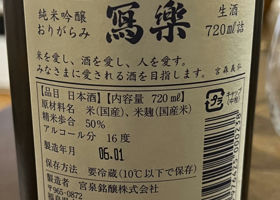 純米吟醸
おりがらみ
寫樂
生酒
720㎖詰
米を愛し、酒を愛し、人を愛す。
みなさまに愛される酒を目指します。
宮森義弘
【品目 日本酒】【内容量 720㎖】
原材料名 米(国産)、米麹(国産米)
精米歩合 50%
アルコール分 16度
製造年月 06.01
保存方法 要冷蔵(10℃以下で保存)
製造者 宮泉銘醸株式会社
〒965-0872
プラ
キャップ
(中栓)